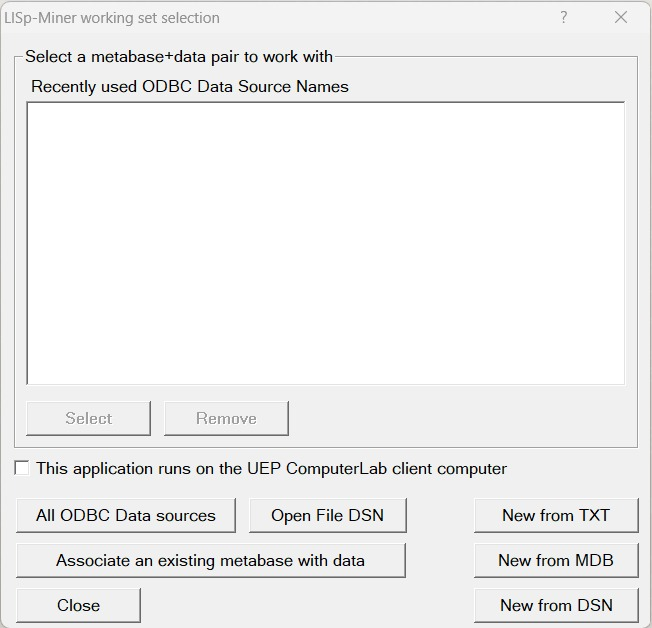 LISp-Miner working set selection ?
Select a metabase+data pair to work with
Recently used ODBC Data Source Names
Select Remove
This application runs on the UEP ComputerLab client computer
All ODBC Data sources Open File DSN New from TXT
Associate an existing metabase with data New from MDB
Close New from DSN